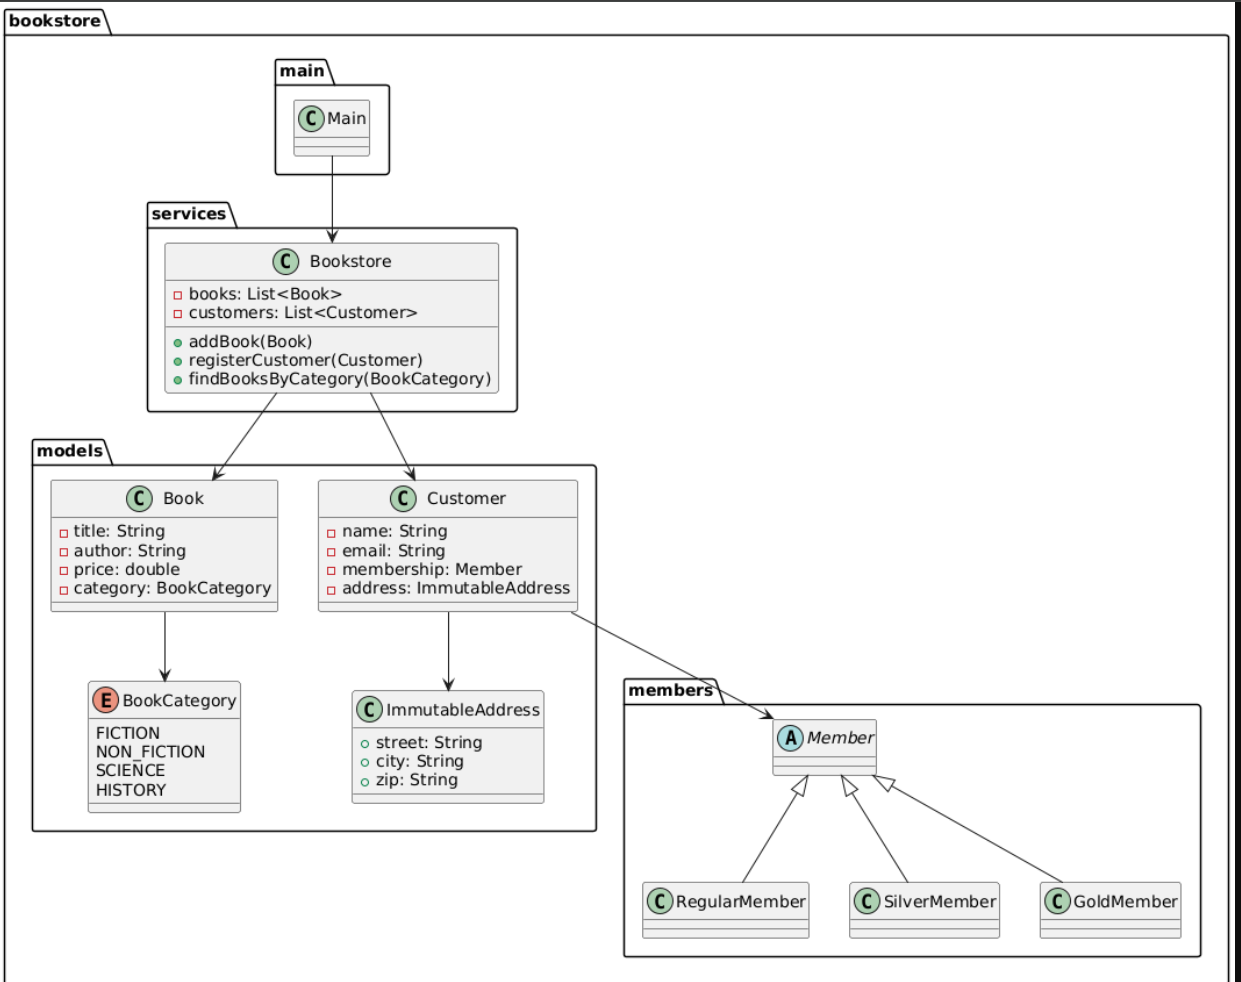 bookstore
main
C Main
services
C Bookstore
books: List<Book>
customers: List<Customer>
addBook(Book)
registerCustomer(Customer)
findBooksByCategory(BookCategory)
models
C Book
title: String
author: String
price: double
category: BookCategory
C Customer
name: String
email: String
membership: Member
address: ImmutableAddress
E BookCategory
FICTION
NON_FICTION
SCIENCE
HISTORY
C ImmutableAddress
street: String
city: String
zip: String
members
A Member
C RegularMember
C SilverMember
C GoldMember